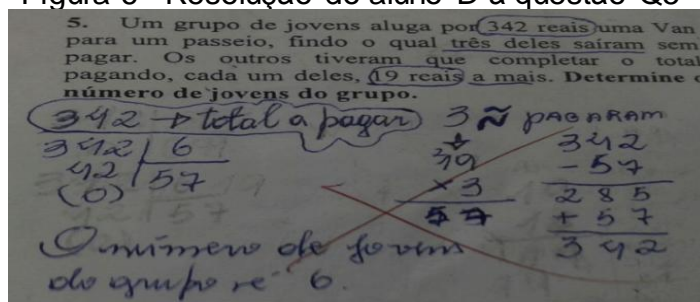 Figura 6 - Resolução do aluno D a questão Q5
5. Um grupo de jovens aluga por 342 reais uma Van
para um passeio, findo o qual três deles saíram sem
pagar. Os outros tiveram que completar o total
pagando, cada um deles, 19 reais a mais. Determine o
número de jovens do grupo.
342 → total a pagar 3 Ñ PAGARAM
342 | 6
42 57
(0)
19
× 3
57
342
- 57
285
+ 57
342
O número de jovens
do grupo é 6.